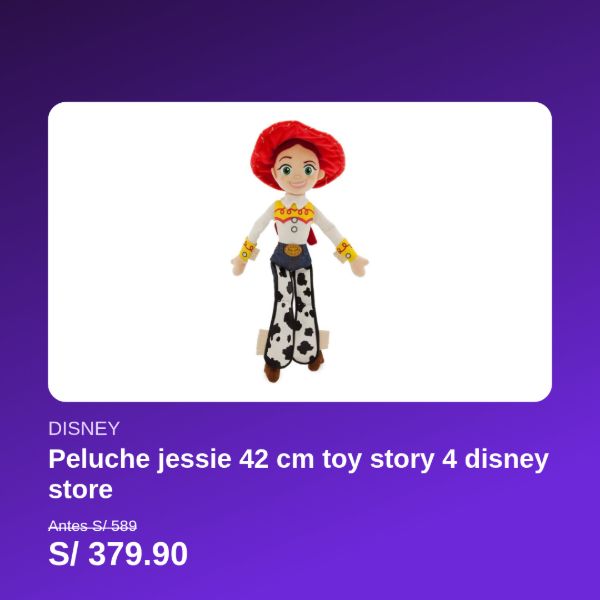 DISNEY
Peluche jessie 42 cm toy story 4 disney
store
Antes S/ 589
S/ 379.90